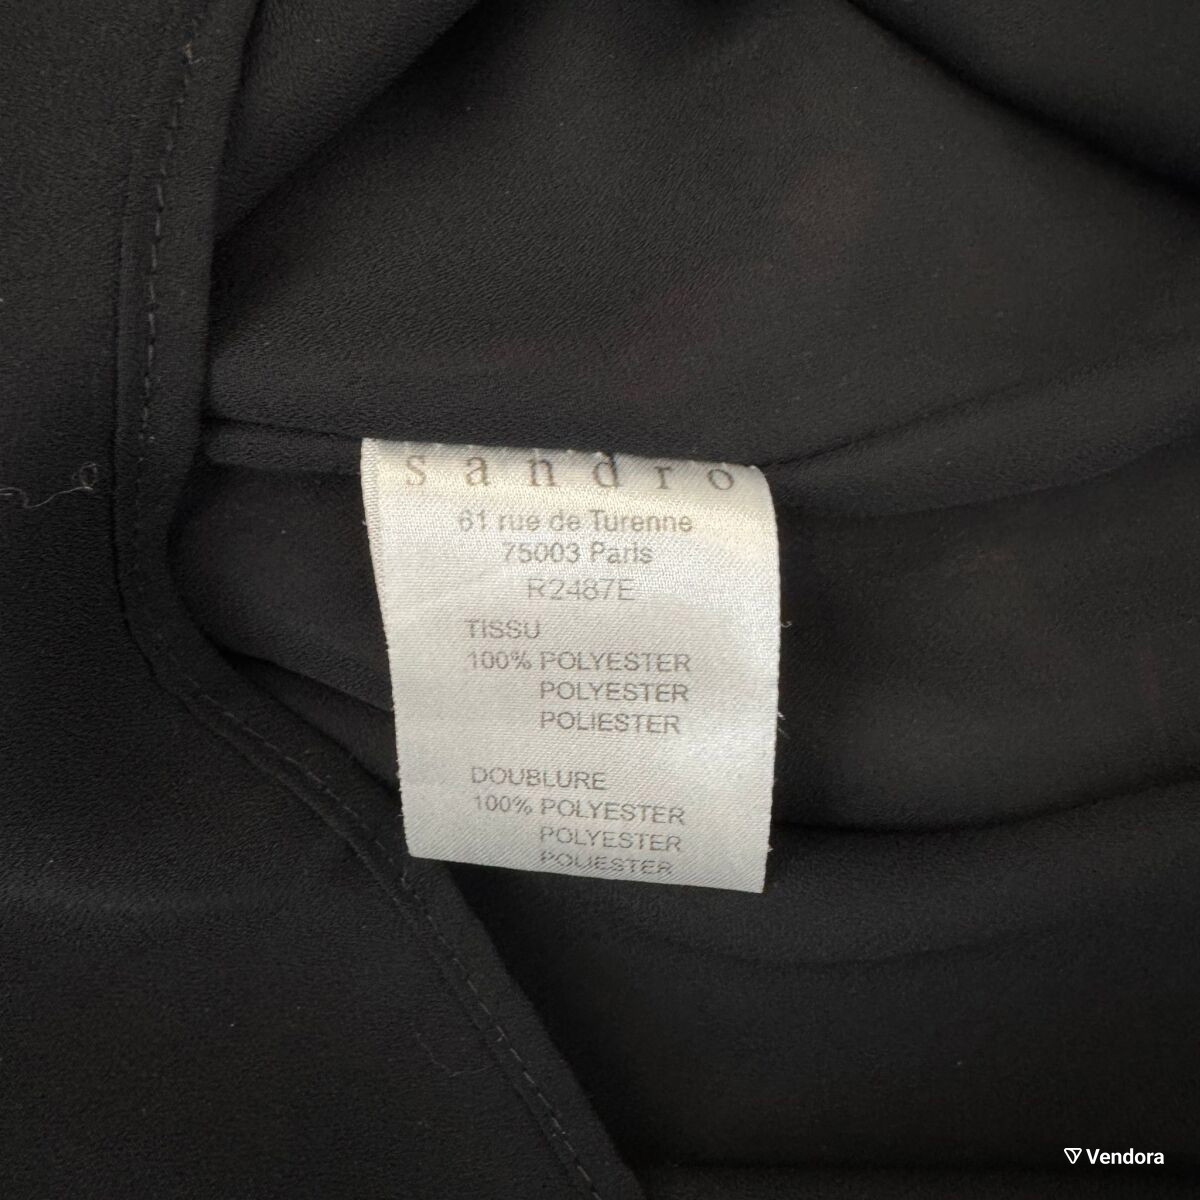 sandro
61 rue de Turenne
75003 Paris
R2487E
TISSU
100% POLYESTER
POLYESTER
POLIESTER
DOUBLURE
100% POLYESTER
POLYESTER
POLIESTER
Vendora